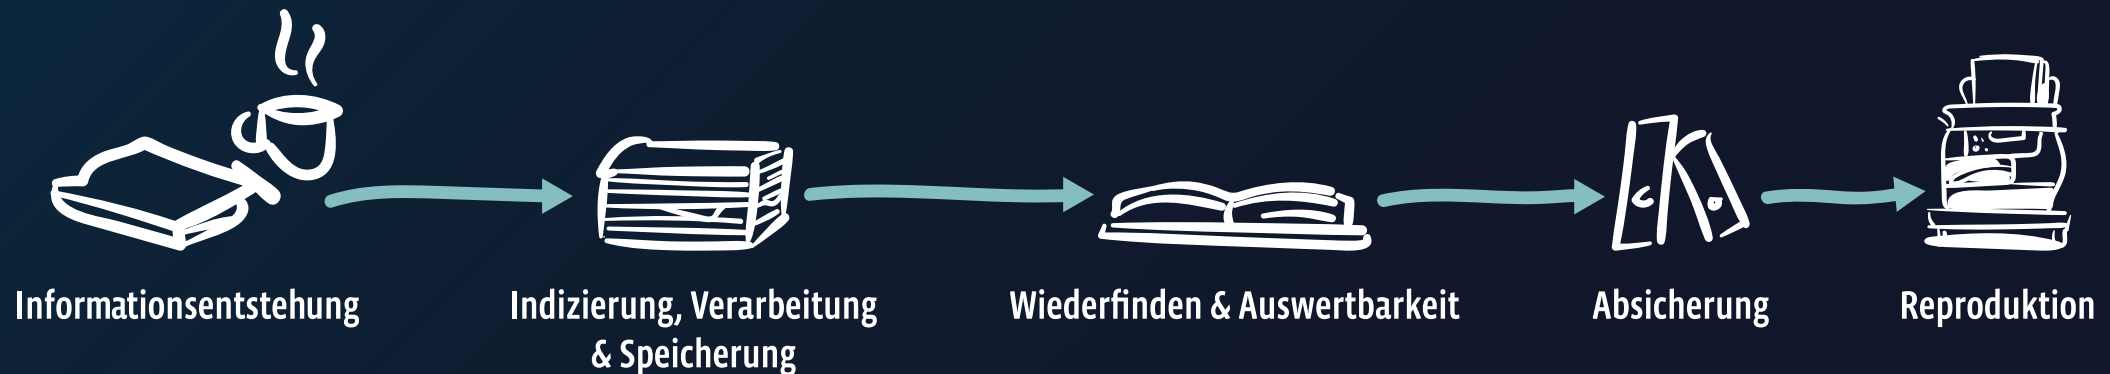 Informationsentstehung
Indizierung, Verarbeitung
& Speicherung
Wiederfinden & Auswertbarkeit
Absicherung
Reproduktion